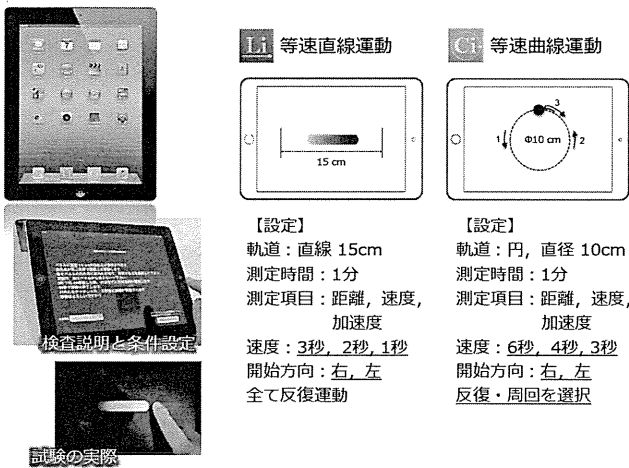 検査説明と条件設定
試験の実際
Li 等速直線運動
15 cm
【設定】
軌道：直線 15cm
測定時間：1分
測定項目：距離，速度，
加速度
速度：3秒，2秒，1秒
開始方向：右，左
全て反復運動
Ci 等速曲線運動
3
1
Φ10 cm
2
【設定】
軌道：円，直径 10cm
測定時間：1分
測定項目：距離，速度，
加速度
速度：6秒，4秒，3秒
開始方向：右，左
反復・周回を選択